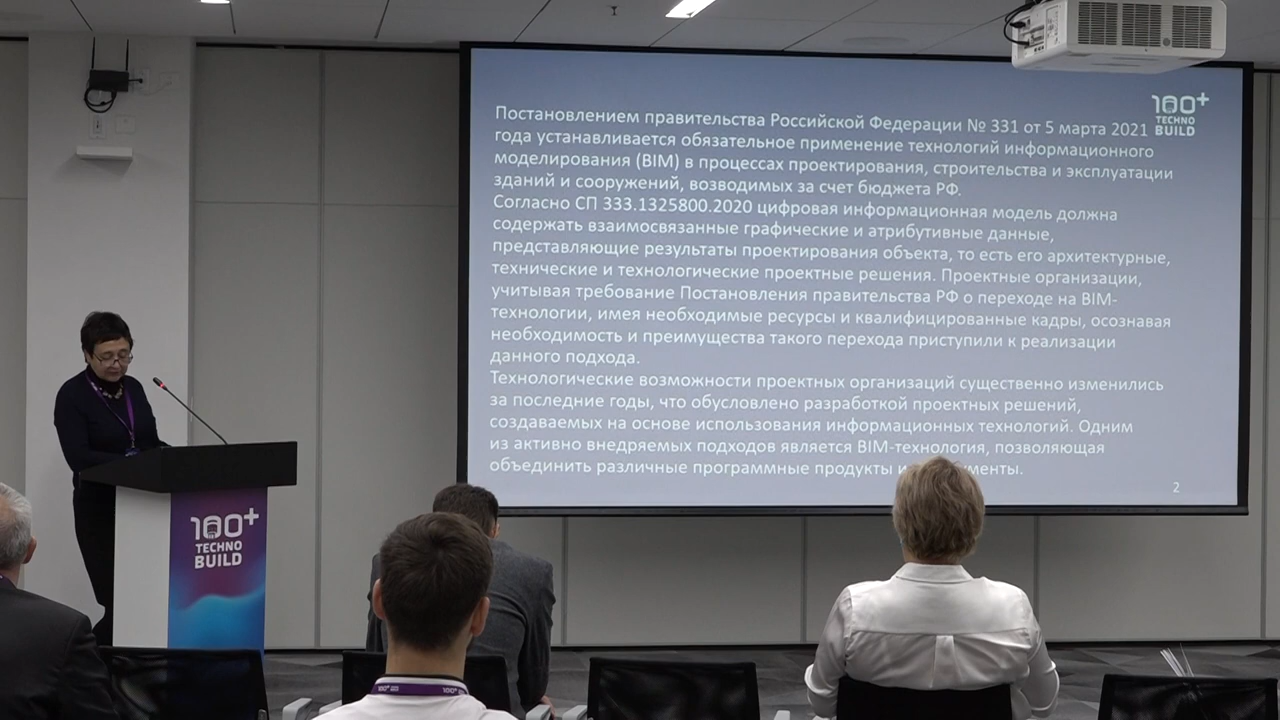 Постановлением правительства Российской Федерации № 331 от 5 марта 2021
года устанавливается обязательное применение технологий информационного
моделирования (BIM) в процессах проектирования, строительства и эксплуатации
зданий и сооружений, возводимых за счет бюджета РФ.
Согласно СП 333.1325800.2020 цифровая информационная модель должна
содержать взаимосвязанные графические и атрибутивные данные,
представляющие результаты проектирования объекта, то есть его архитектурные,
технические и технологические проектные решения. Проектные организации,
учитывая требование Постановления правительства РФ о переходе на BIM-
технологии, имея необходимые ресурсы и квалифицированные кадры, осознавая
необходимость и преимущества такого перехода приступили к реализации
данного подхода.
Технологические возможности проектных организаций существенно изменились
за последние годы, что обусловлено разработкой проектных решений,
создаваемых на основе использования информационных технологий. Одним
из активно внедряемых подходов является BIM-технология, позволяющая
объединить различные программные продукты
2
100+
TECHNO
BUILD
100+
TECHNO
BUILD
100+